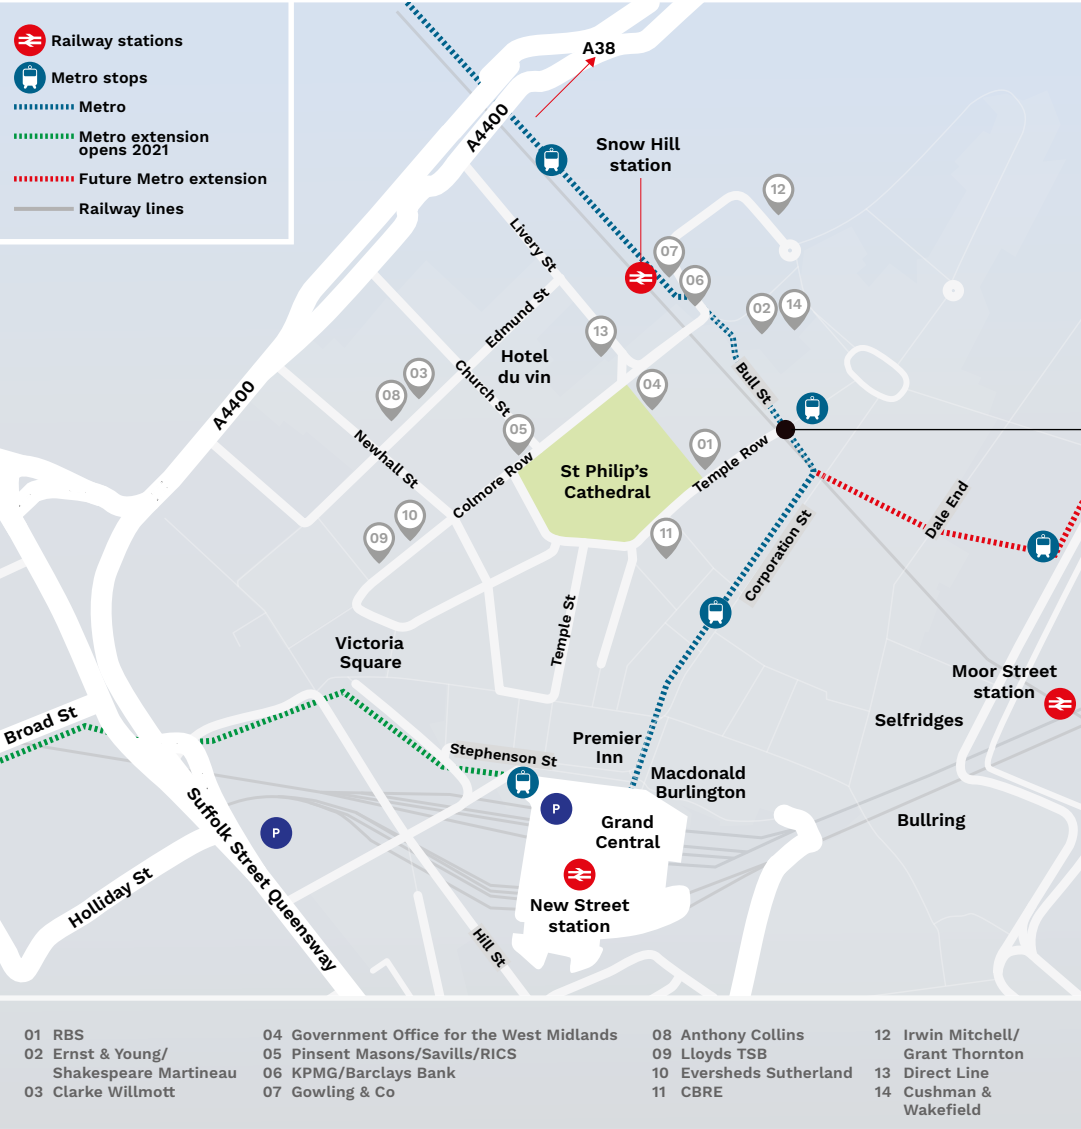 Railway stations
Metro stops
Metro
Metro extension
opens 2021
Future Metro extension
Railway lines
A38
A4400
Snow Hill
station
12
Livery St
07
06
02
14
Edmund St
13
Hotel
du vin
Church St
03
08
04
Bull St
A4400
05
Newhall St
Colmore Row
01
Temple Row
St Philip's
Cathedral
10
09
11
Dale End
Corporation St
Temple St
Victoria
Square
Moor Street
station
Selfridges
Broad St
Stephenson St
Premier
Inn
Macdonald
Burlington
P
P
Grand
Central
Bullring
Suffolk Street Queensway
Holliday St
New Street
station
Hill St
01 RBS
02 Ernst & Young/
Shakespeare Martineau
03 Clarke Willmott
04 Government Office for the West Midlands
05 Pinsent Masons/Savills/RICS
06 KPMG/Barclays Bank
07 Gowling & Co
08 Anthony Collins
09 Lloyds TSB
10 Eversheds Sutherland
11 CBRE
12 Irwin Mitchell/
Grant Thornton
13 Direct Line
14 Cushman &
Wakefield